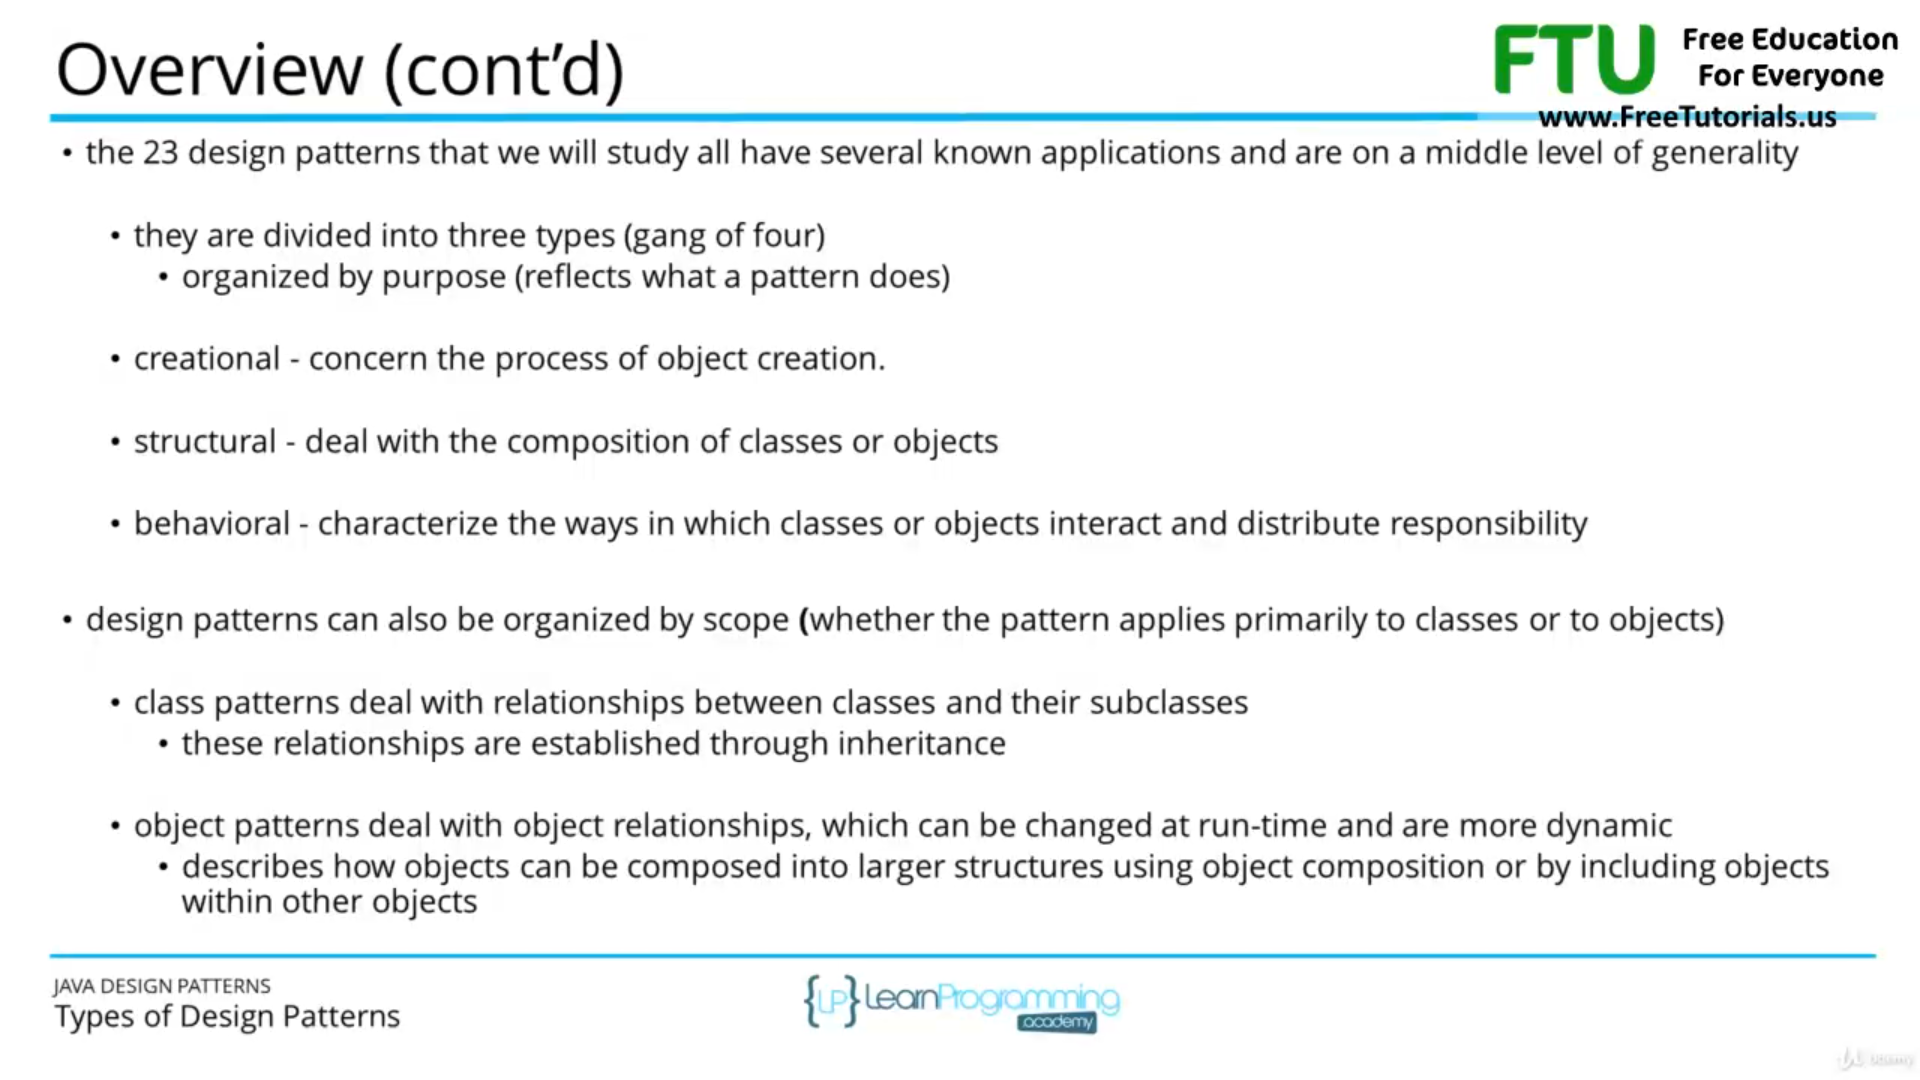 Overview (cont’d)
FTU Free Education
For Everyone
www.FreeTutorials.us
• the 23 design patterns that we will study all have several known applications and are on a middle level of generality
• they are divided into three types (gang of four)
• organized by purpose (reflects what a pattern does)
• creational - concern the process of object creation.
• structural - deal with the composition of classes or objects
• behavioral - characterize the ways in which classes or objects interact and distribute responsibility
• design patterns can also be organized by scope (whether the pattern applies primarily to classes or to objects)
• class patterns deal with relationships between classes and their subclasses
• these relationships are established through inheritance
• object patterns deal with object relationships, which can be changed at run-time and are more dynamic
• describes how objects can be composed into larger structures using object composition or by including objects
within other objects
JAVA DESIGN PATTERNS
Types of Design Patterns
{LP} LearnProgramming
academy
Udemy